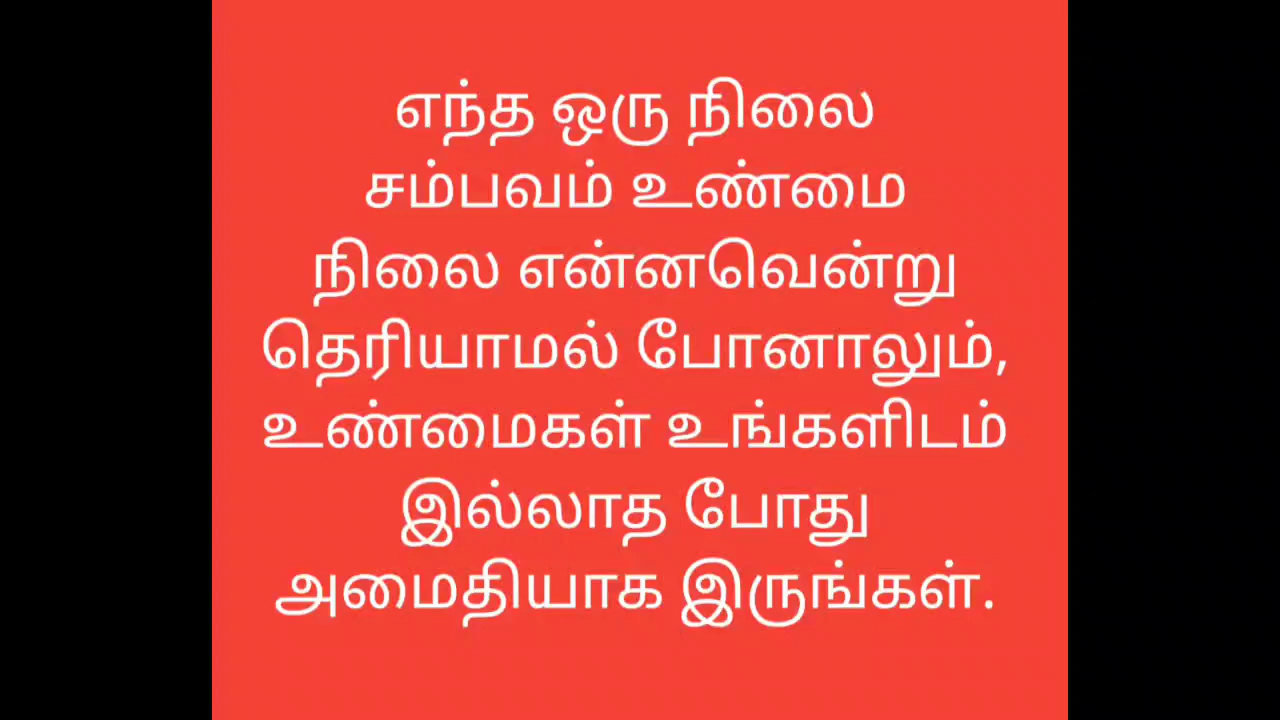 எந்த ஒரு நிலை
சம்பவம் உண்மை
நிலை என்னவென்று
தெரியாமல் போனாலும்,
உண்மைகள் உங்களிடம்
இல்லாத போது
அமைதியாக இருங்கள்.